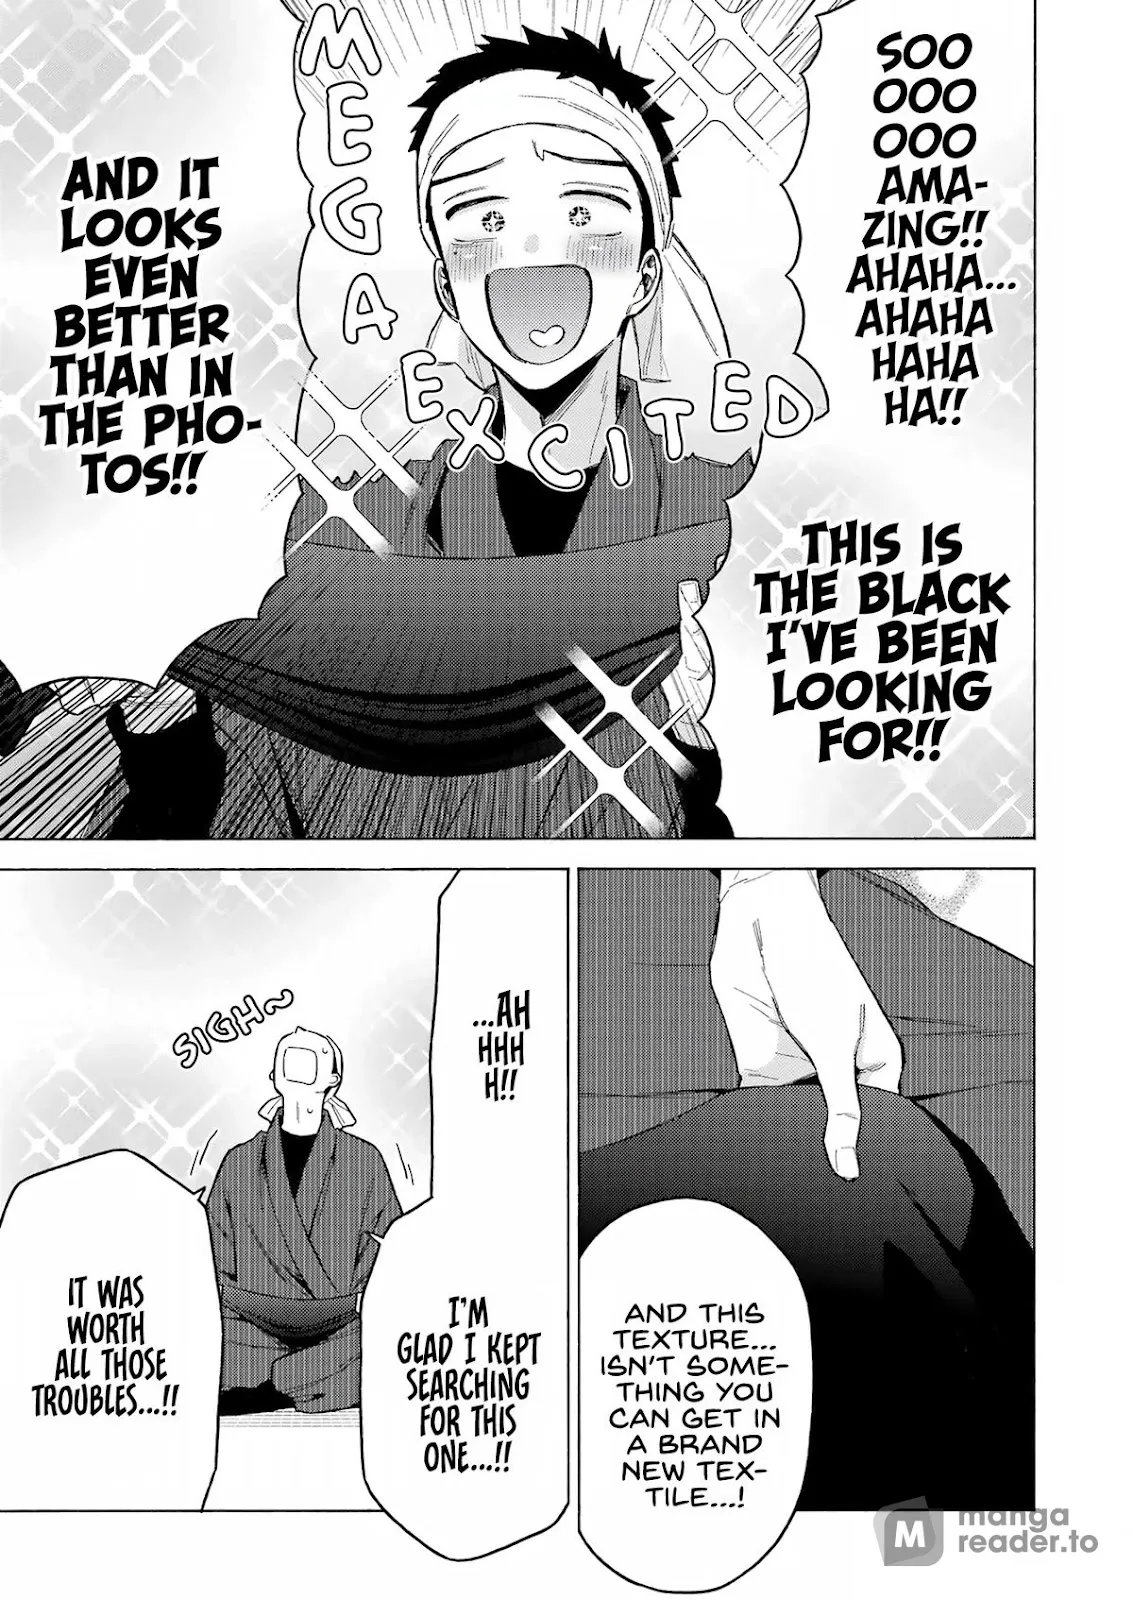 SOO
OOO
OOO
AMA-
ZING!!
AHAHA...
AHAHA
HAHA
HA!!
MEGA
EXCITED
AND IT
LOOKS
EVEN
BETTER
THAN IN
THE PHO-
TOS!!
THIS IS
THE BLACK
I'VE BEEN
LOOKING
FOR!!
AND THIS
TEXTURE...
ISN'T SOME-
THING YOU
CAN GET IN
A BRAND
NEW TEX-
TILE...!
...AH
HHH
H!!
I'M
GLAD I KEPT
SEARCHING
FOR THIS
ONE...!!
SIGH~
IT WAS
WORTH
ALL THOSE
TROUBLES...!!
M
manga
reader.to